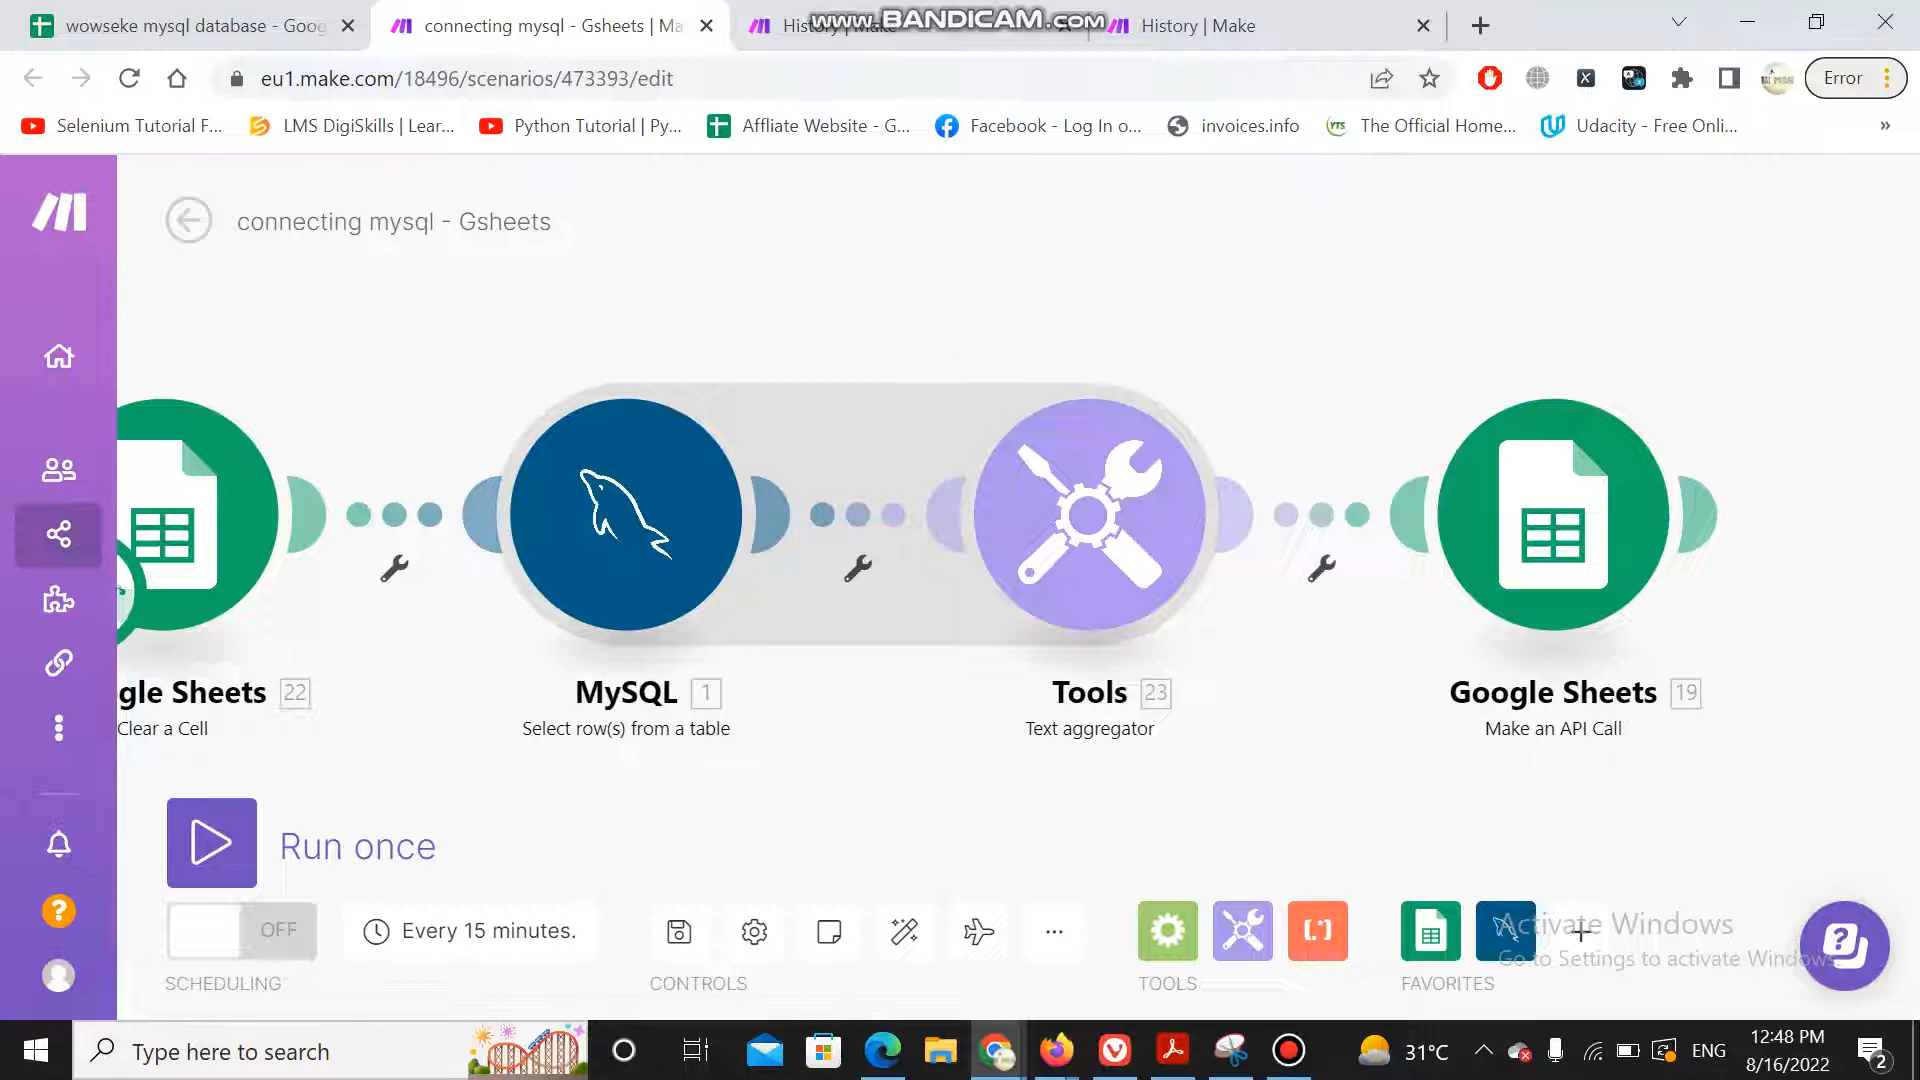 wowseke mysql database - Goog
connecting mysql - Gsheets | Ma
History | Make
History | Make
www.BANDICAM.com
eu1.make.com/18496/scenarios/473393/edit
Error
Selenium Tutorial F...
LMS DigiSkills | Lear...
Python Tutorial | Py...
Affliate Website - G...
Facebook - Log In o...
invoices.info
YTS
The Official Home...
Udacity - Free Onli...
»
connecting mysql - Gsheets
gle Sheets 22
Clear a Cell
MySQL 1
Select row(s) from a table
Tools 23
Text aggregator
Google Sheets 19
Make an API Call
Run once
OFF
Every 15 minutes.
SCHEDULING
CONTROLS
TOOLS
FAVORITES
Activate Windows
Go to Settings to activate Windows.
Type here to search
31°C
ENG
12:48 PM
8/16/2022
2